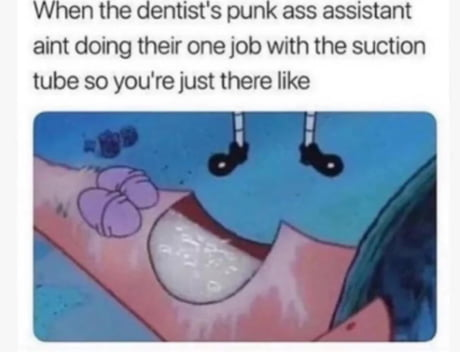 When the dentist's punk ass assistant
aint doing their one job with the suction
tube so you're just there like